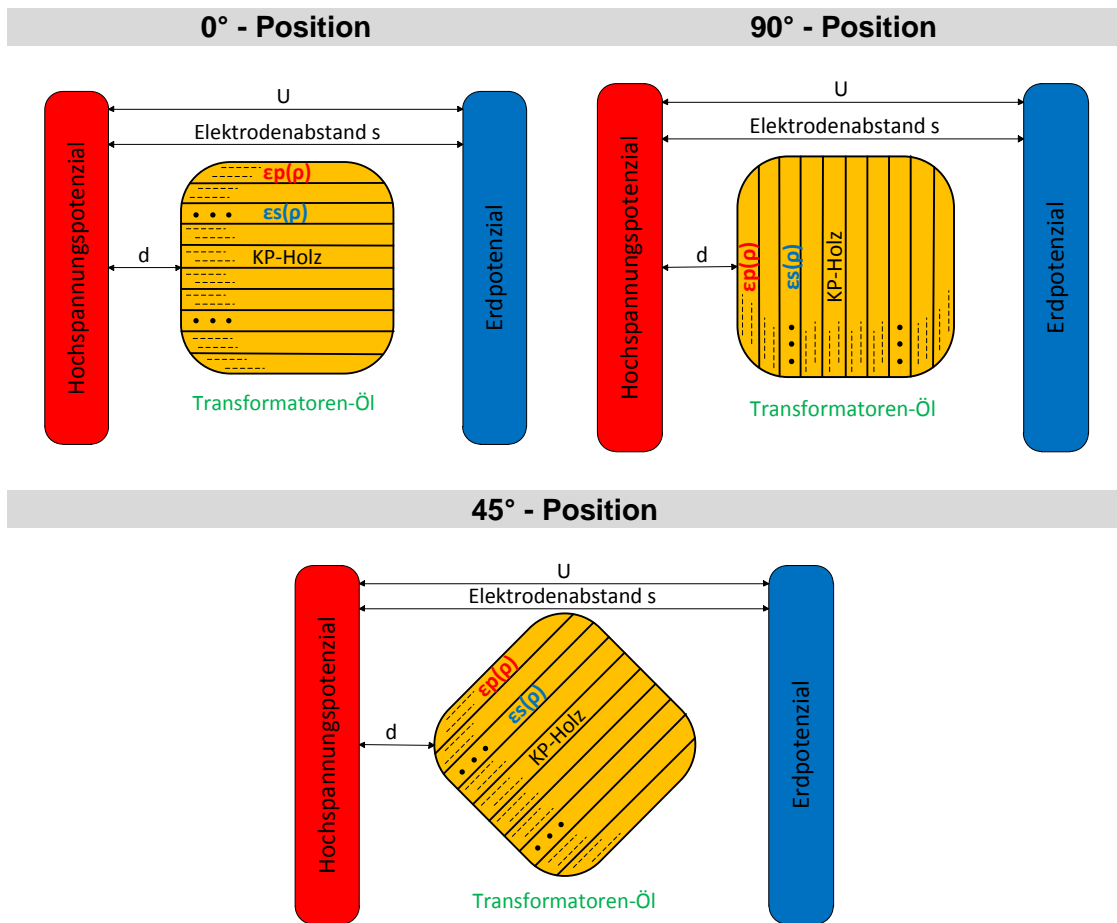 0° - Position
90° - Position
U
Elektrodenabstand s
Hochspannungspotenzial
εp(ρ)
εs(ρ)
KP-Holz
d
Erdpotenzial
Transformatoren-Öl
U
Elektrodenabstand s
Hochspannungspotenzial
d
εp(ρ)
εs(ρ)
KP-Holz
Erdpotenzial
Transformatoren-Öl
45° - Position
U
Elektrodenabstand s
Hochspannungspotenzial
εp(ρ)
εs(ρ)
KP-Holz
d
Erdpotenzial
Transformatoren-Öl